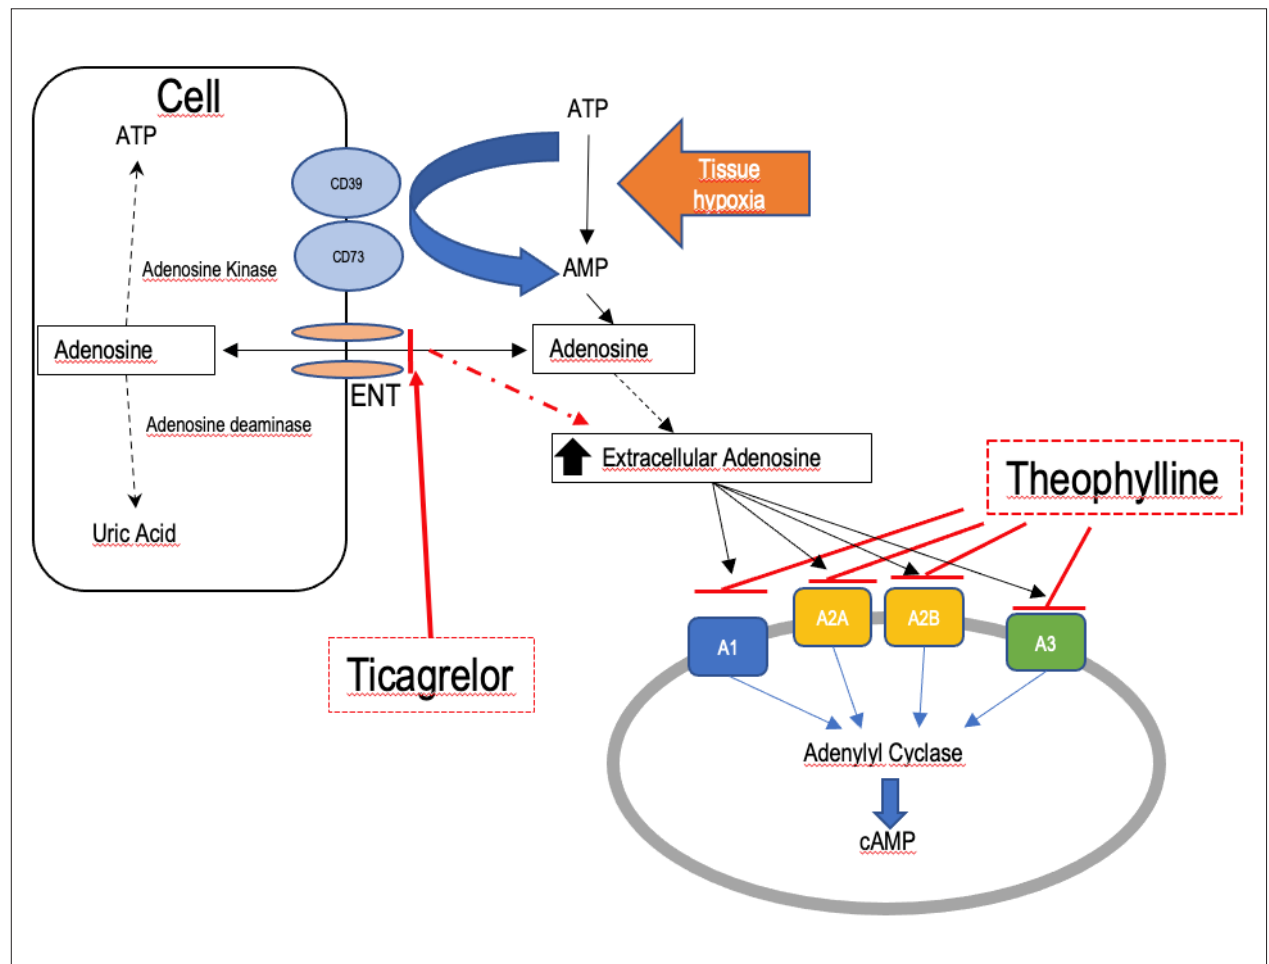 Cell
ATP
ATP
Tissue
hypoxia
CD39
CD73
AMP
Adenosine Kinase
Adenosine
Adenosine
ENT
Adenosine deaminase
Extracellular Adenosine
Theophylline
Uric Acid
Ticagrelor
A1
A2A
A2B
A3
Adenylyl Cyclase
cAMP